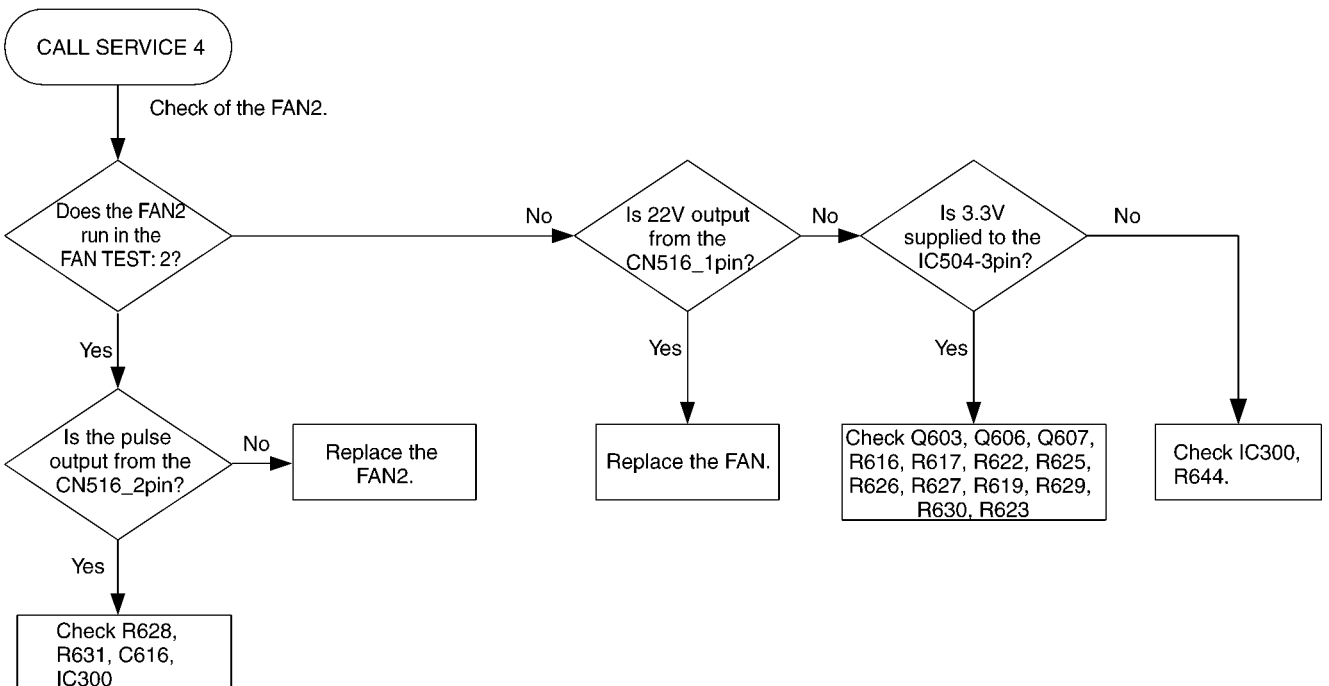 CALL SERVICE 4
Check of the FAN2.
Does the FAN2
run in the
FAN TEST: 2?
No
Is 22V output
from the
CN516_1pin?
No
Is 3.3V
supplied to the
IC504-3pin?
No
Yes
Yes
Yes
Is the pulse
output from the
CN516_2pin?
No
Replace the
FAN2.
Replace the FAN.
Check Q603, Q606, Q607,
R616, R617, R622, R625,
R626, R627, R619, R629,
R630, R623
Check IC300,
R644.
Yes
Check R628,
R631, C616,
IC300